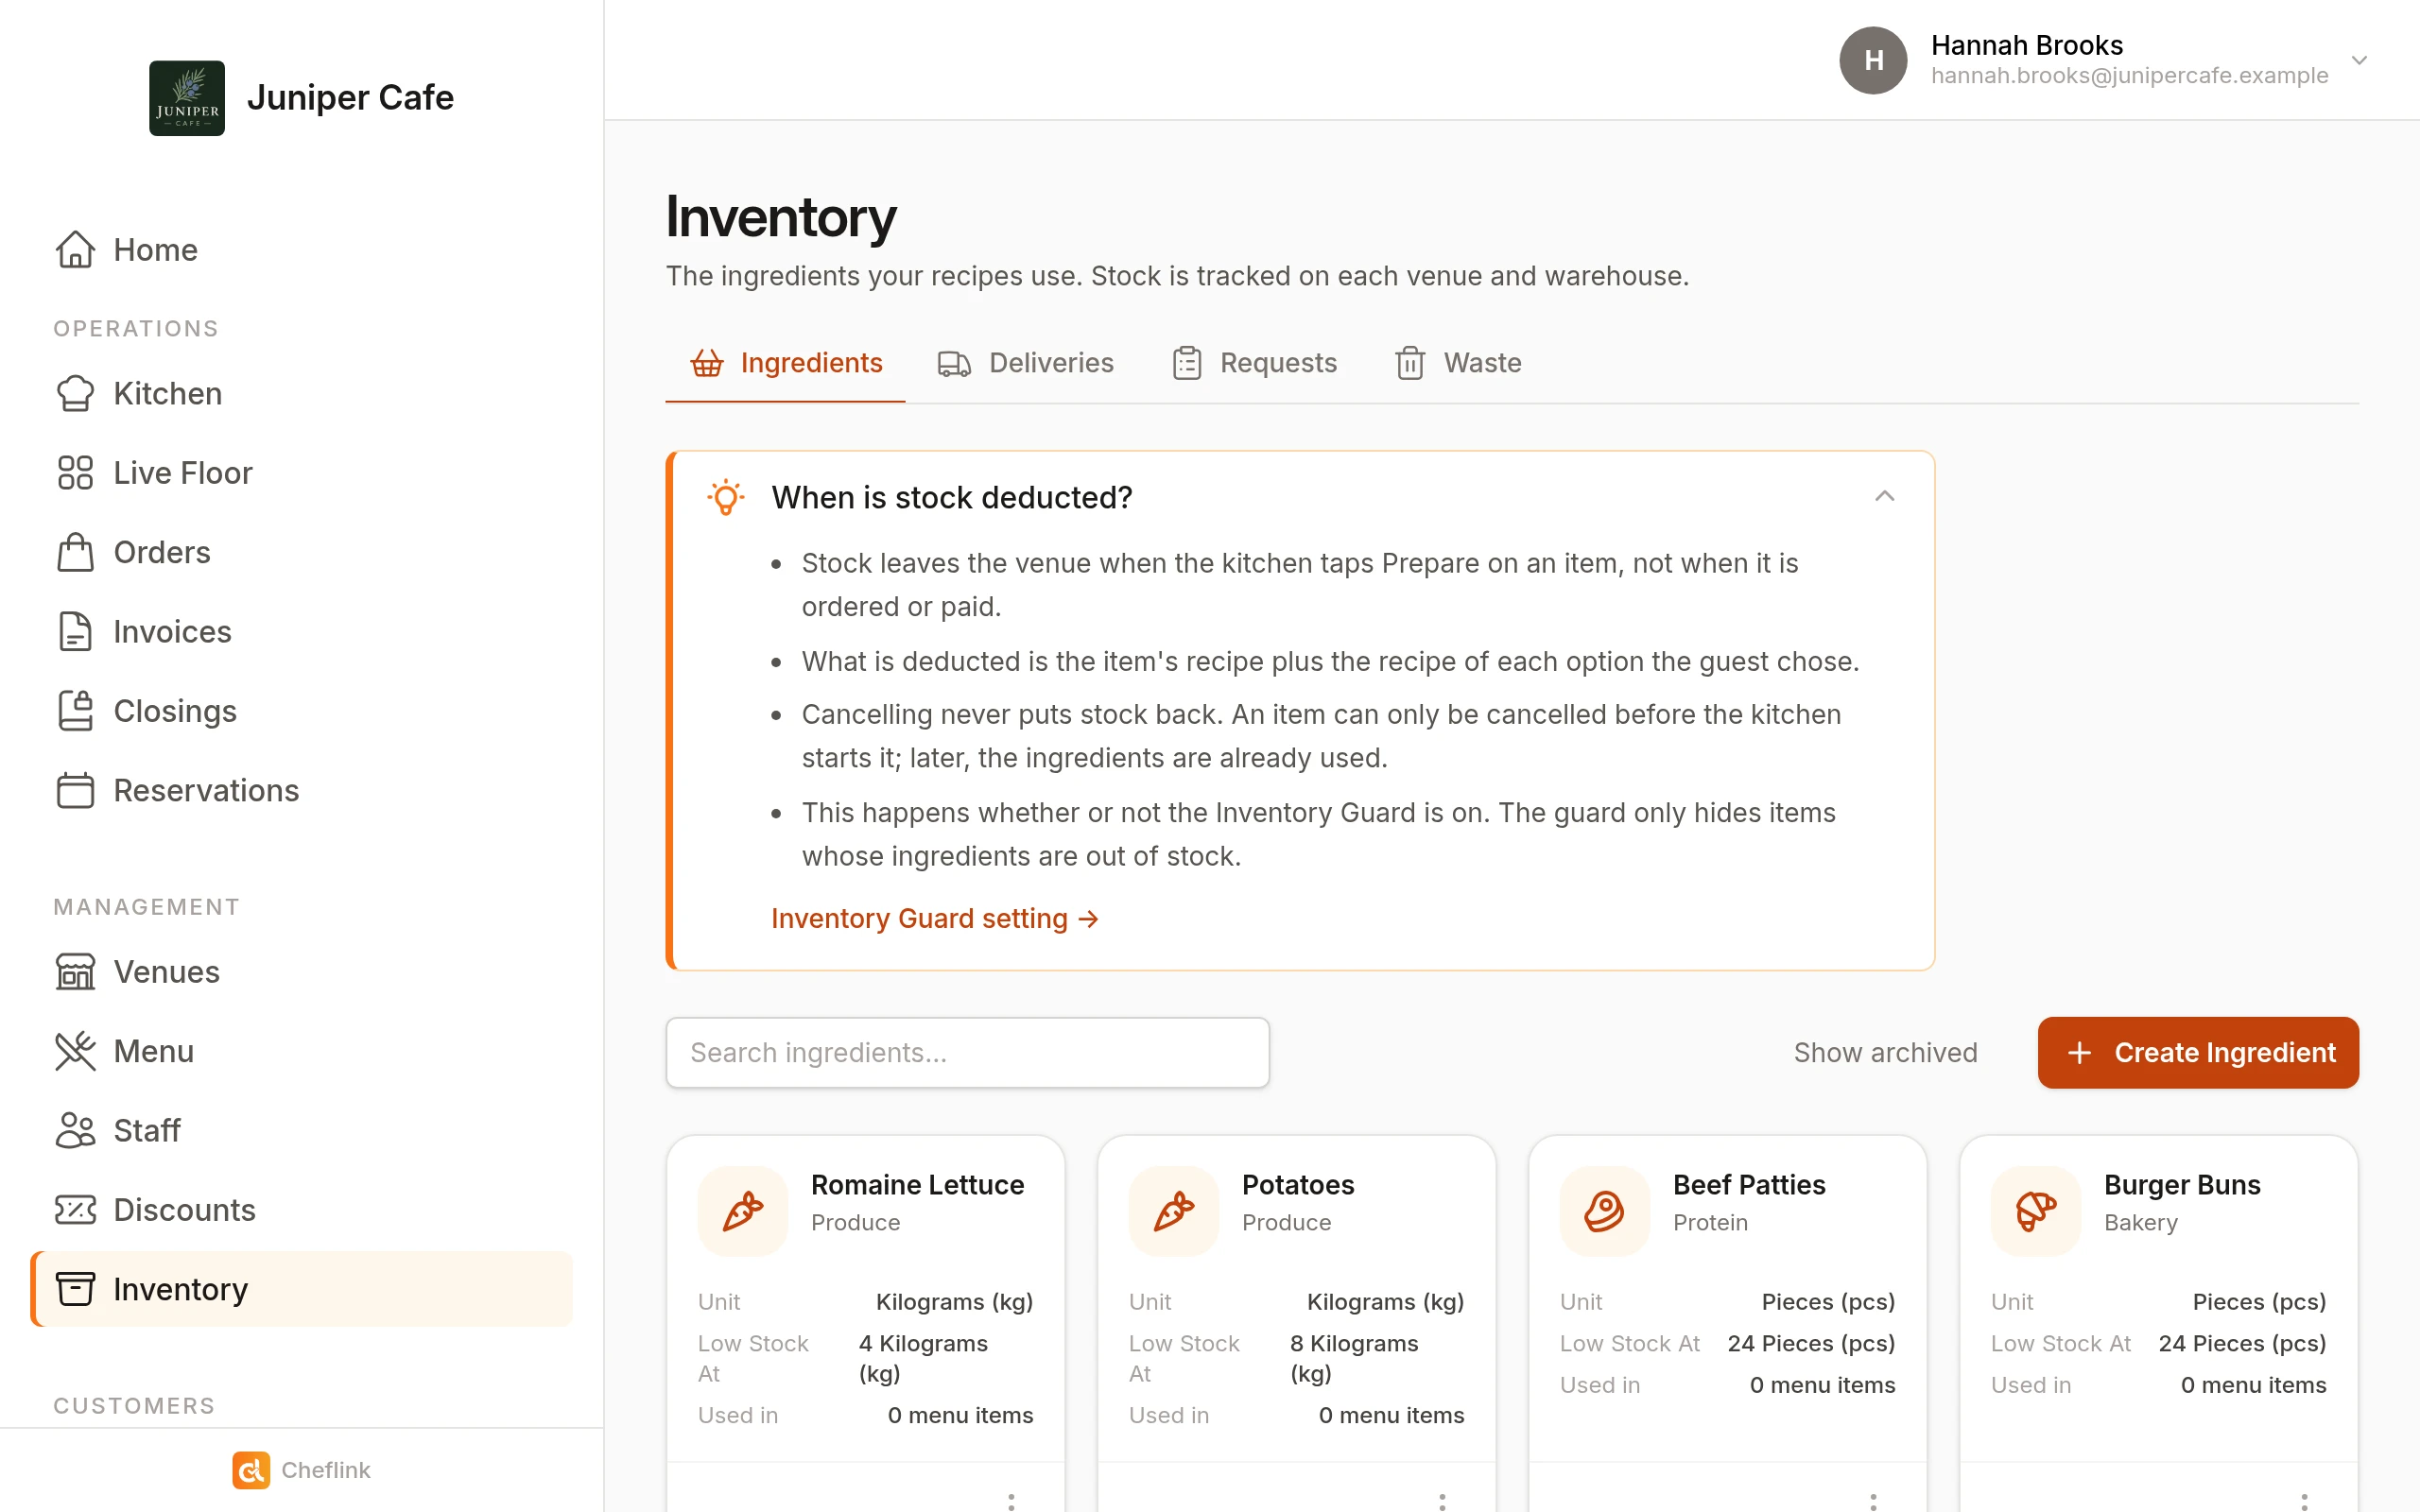 JUNIPER
CAFE
Juniper Cafe
Home
OPERATIONS
Kitchen
Live Floor
Orders
Invoices
Closings
Reservations
MANAGEMENT
Venues
Menu
Staff
Discounts
Inventory
CUSTOMERS
Cheflink
H
Hannah Brooks
hannah.brooks@junipercafe.example
Inventory
The ingredients your recipes use. Stock is tracked on each venue and warehouse.
Ingredients
Deliveries
Requests
Waste
When is stock deducted?
• Stock leaves the venue when the kitchen taps Prepare on an item, not when it is
ordered or paid.
• What is deducted is the item's recipe plus the recipe of each option the guest chose.
• Cancelling never puts stock back. An item can only be cancelled before the kitchen
starts it; later, the ingredients are already used.
• This happens whether or not the Inventory Guard is on. The guard only hides items
whose ingredients are out of stock.
Inventory Guard setting →
Search ingredients...
Show archived
+ Create Ingredient
Romaine Lettuce
Produce
Unit Kilograms (kg)
Low Stock At 4 Kilograms (kg)
Used in 0 menu items
Potatoes
Produce
Unit Kilograms (kg)
Low Stock At 8 Kilograms (kg)
Used in 0 menu items
Beef Patties
Protein
Unit Pieces (pcs)
Low Stock At 24 Pieces (pcs)
Used in 0 menu items
Burger Buns
Bakery
Unit Pieces (pcs)
Low Stock At 24 Pieces (pcs)
Used in 0 menu items